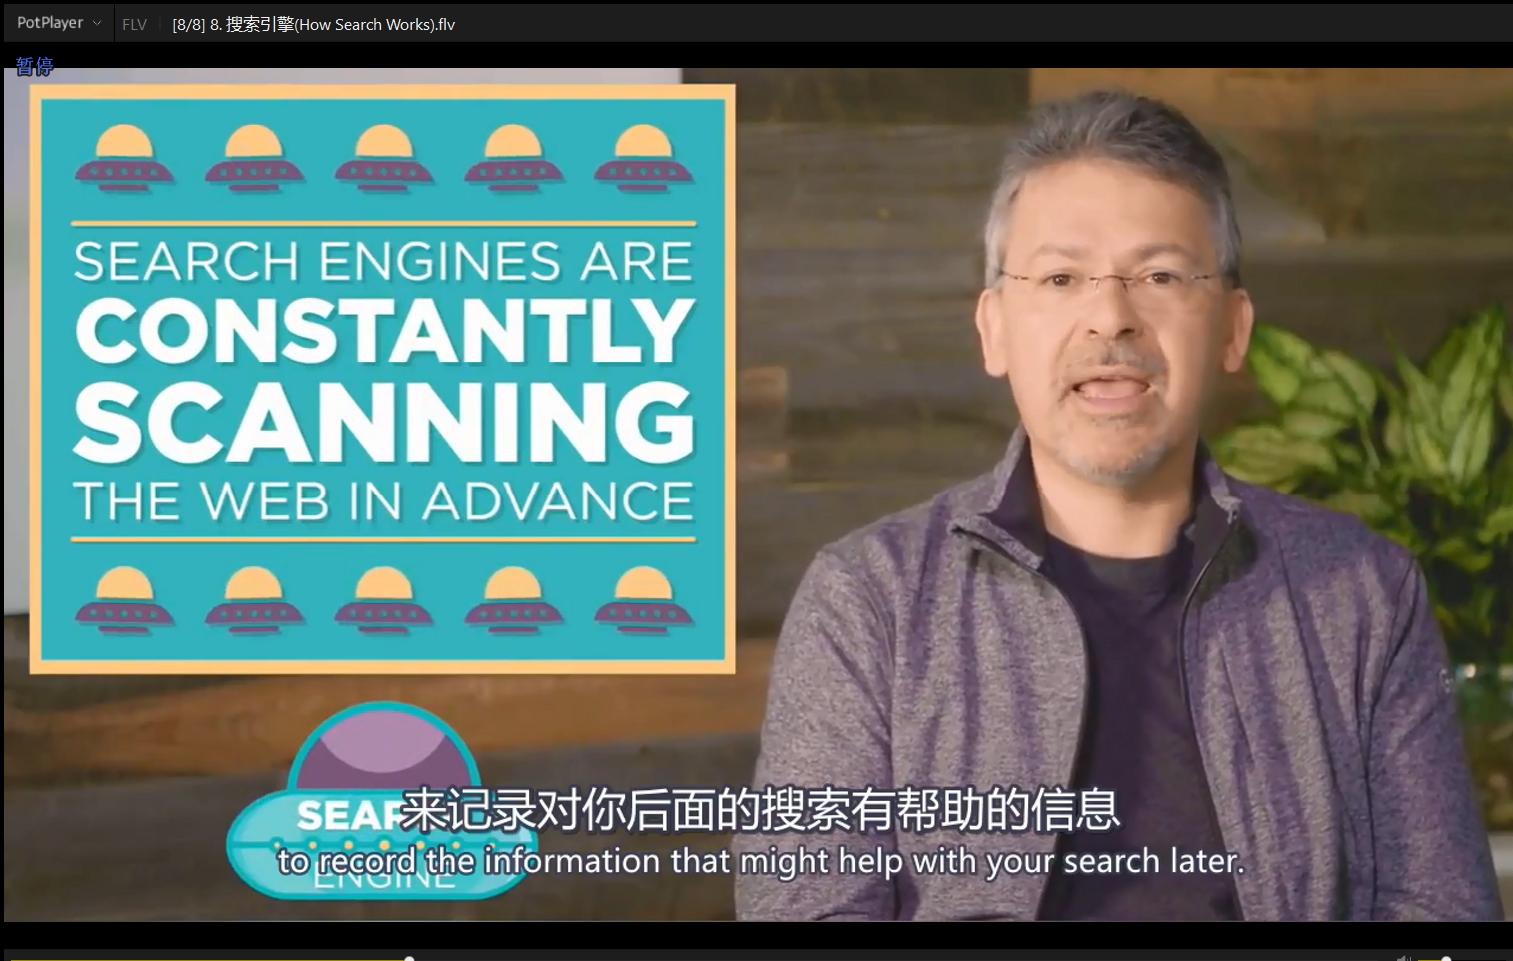 PotPlayer
FLV
[8/8] 8. 搜索引擎(How Search Works).flv
暂停
SEARCH ENGINES ARE
CONSTANTLY
SCANNING
THE WEB IN ADVANCE
SEAR
ENGINE
来记录对你后面的搜索有帮助的信息
to record the information that might help with your search later.